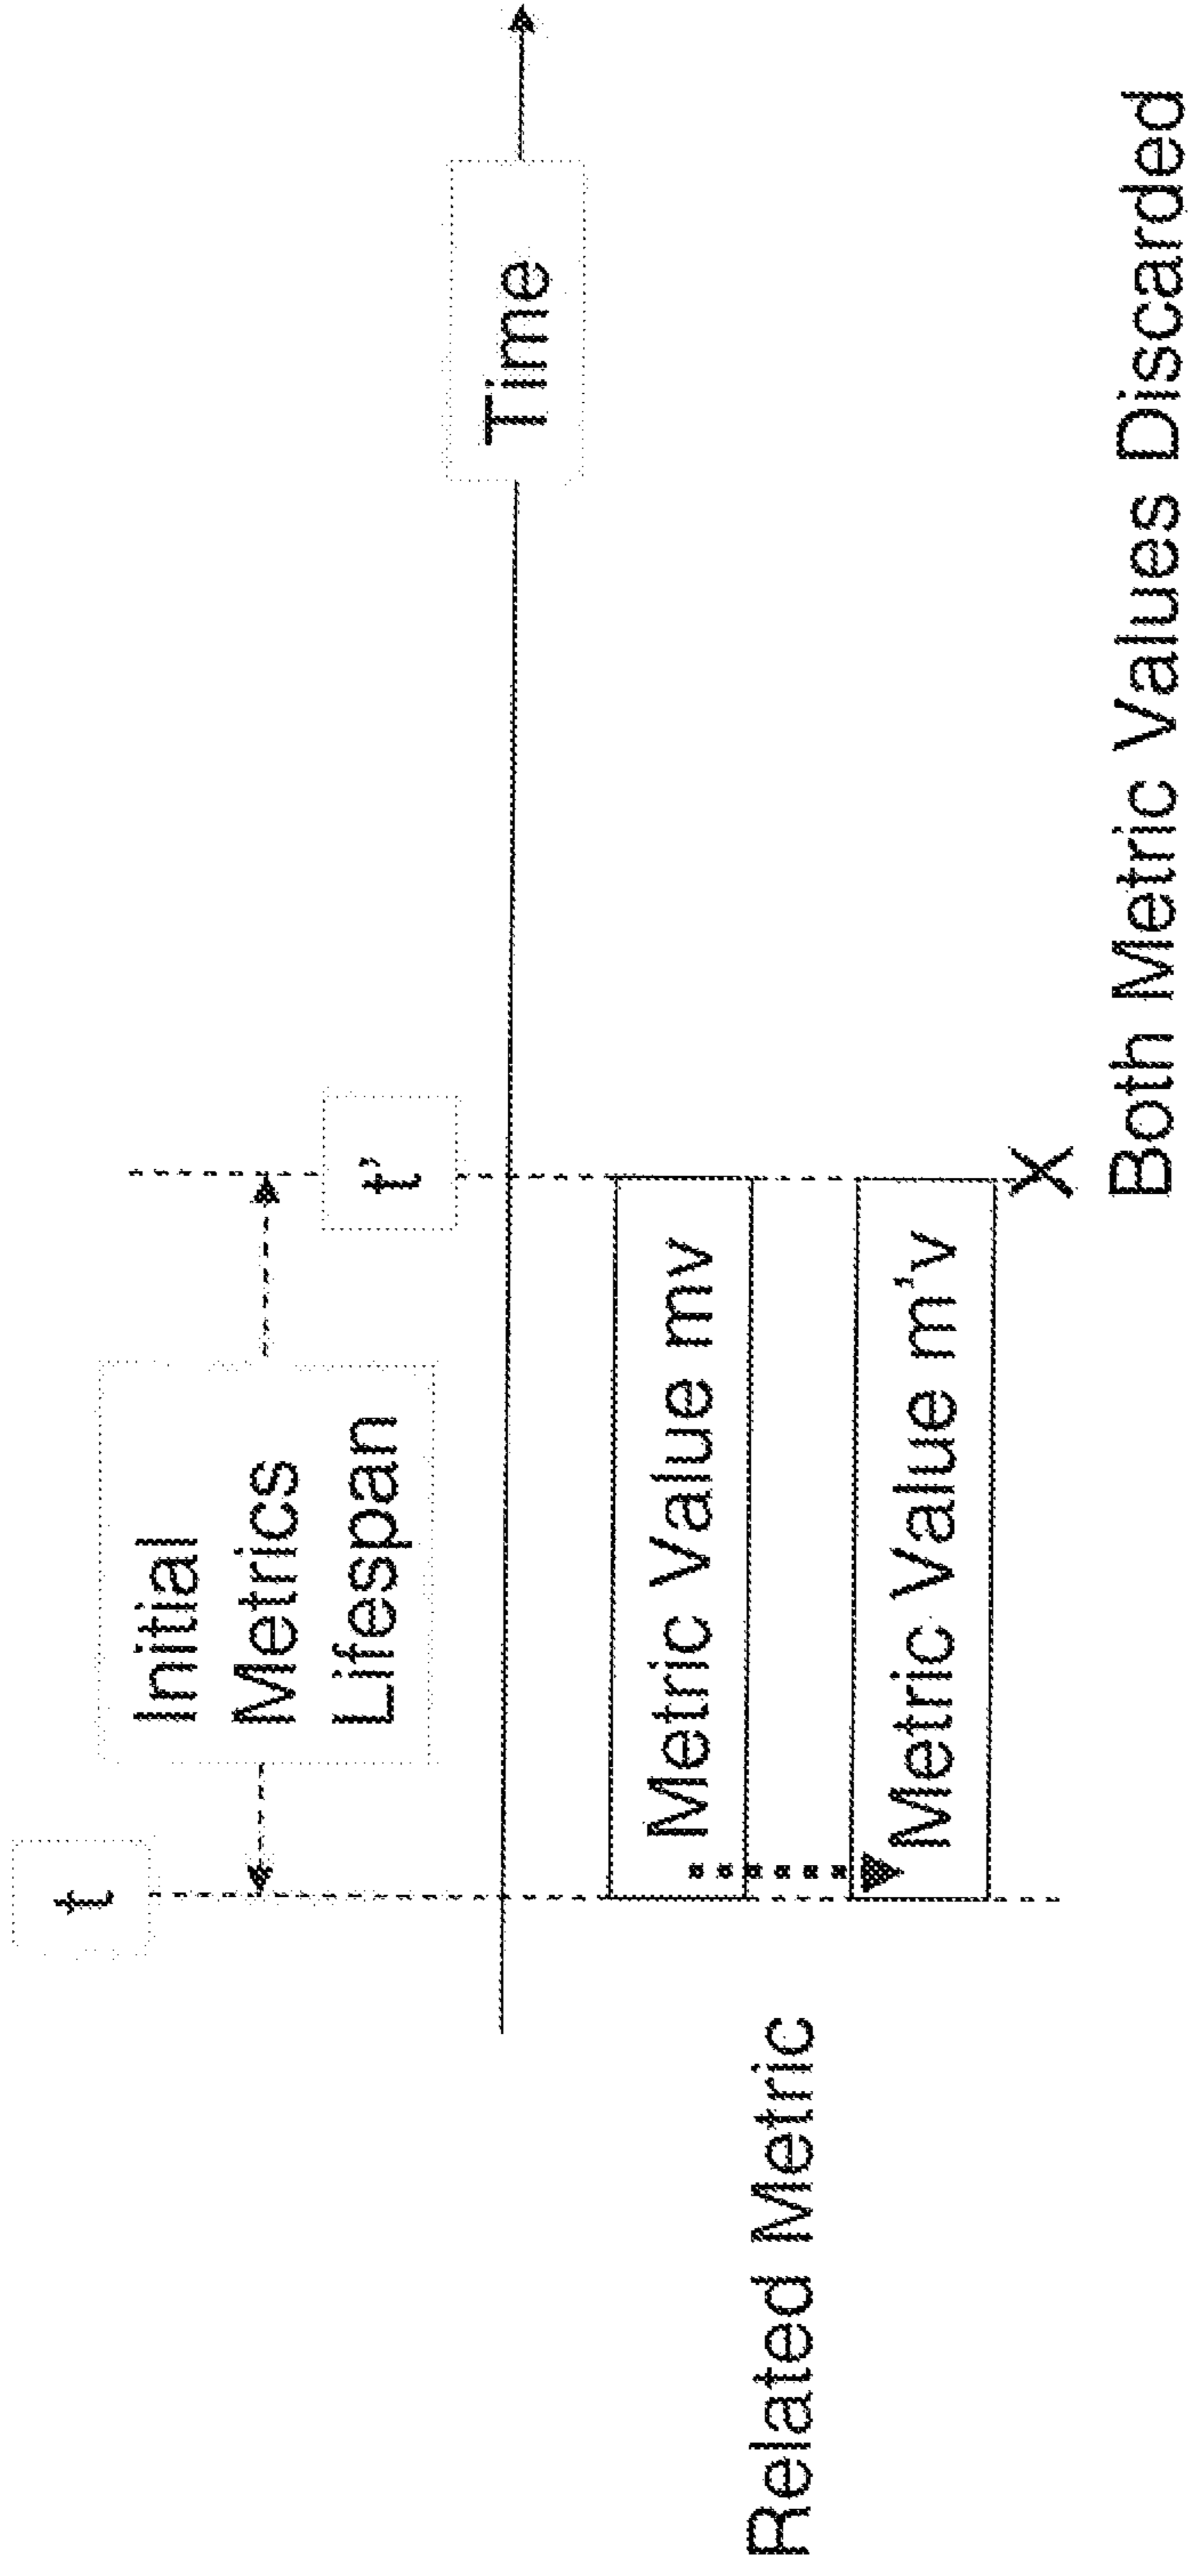 t
Initial
Metrics
Lifespan
t'
Time
Metric Value mv
Related Metric
Metric Value m'v
X
Both Metric Values Discarded